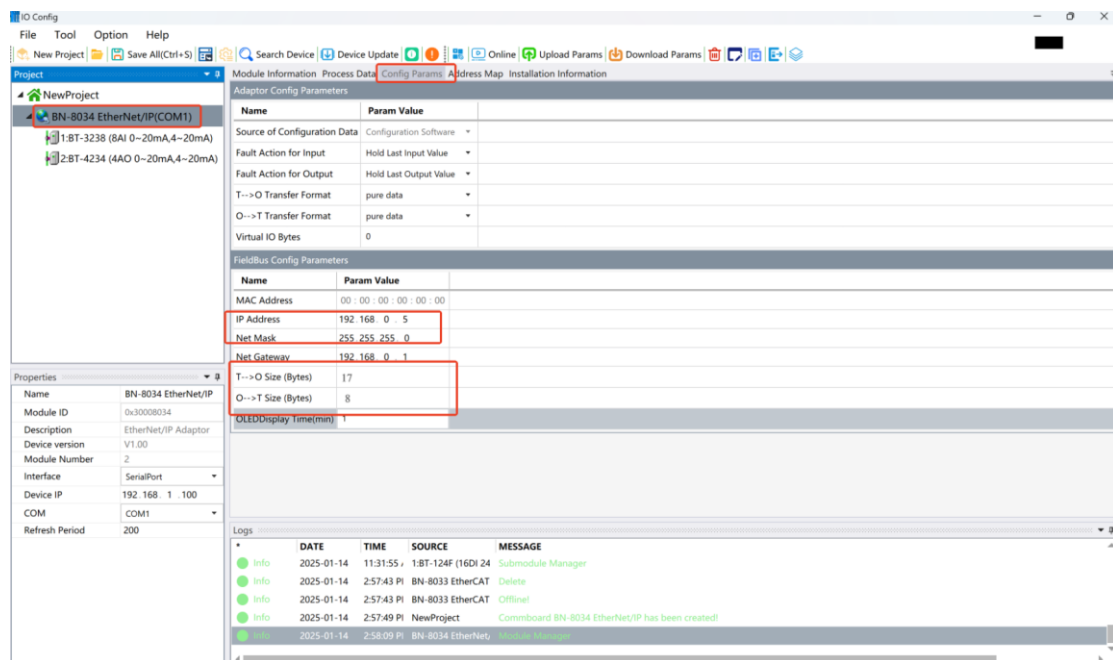 IO Config
File Tool Option Help
New Project Save All(Ctrl+S) Search Device Device Update Online Upload Params Download Params
Project
NewProject
BN-8034 EtherNet/IP(COM1)
1:BT-3238 (8AI 0~20mA,4~20mA)
2:BT-4234 (4AO 0~20mA,4~20mA)
Module Information Process Data Config Params Address Map Installation Information
Adaptor Config Parameters
Name Param Value
Source of Configuration Data Configuration Software
Fault Action for Input Hold Last Input Value
Fault Action for Output Hold Last Output Value
T-->O Transfer Format pure data
O-->T Transfer Format pure data
Virtual IO Bytes 0
FieldBus Config Parameters
Name Param Value
MAC Address 00 : 00 : 00 : 00 : 00 : 00
IP Address 192 . 168 . 0 . 5
Net Mask 255 . 255 . 255 . 0
Net Gateway 192 . 168 . 0 . 1
T-->O Size (Bytes) 17
O-->T Size (Bytes) 8
OLEDDisplay Time(min) 1
Properties
Name BN-8034 EtherNet/IP
Module ID 0x30008034
Description EtherNet/IP Adaptor
Device version V1.00
Module Number 2
Interface SerialPort
Device IP 192 . 168 . 1 . 100
COM COM1
Refresh Period 200
Logs
* DATE TIME SOURCE MESSAGE
Info 2025-01-14 11:31:55 1:BT-124F (16DI 24 Submodule Manager
Info 2025-01-14 2:57:43 PI BN-8033 EtherCAT Delete
Info 2025-01-14 2:57:43 PI BN-8033 EtherCAT Offline!
Info 2025-01-14 2:57:49 PI NewProject Commboard BN-8034 EtherNet/IP has been created!
Info 2025-01-14 2:58:09 PI BN-8034 EtherNet/ Module Manager